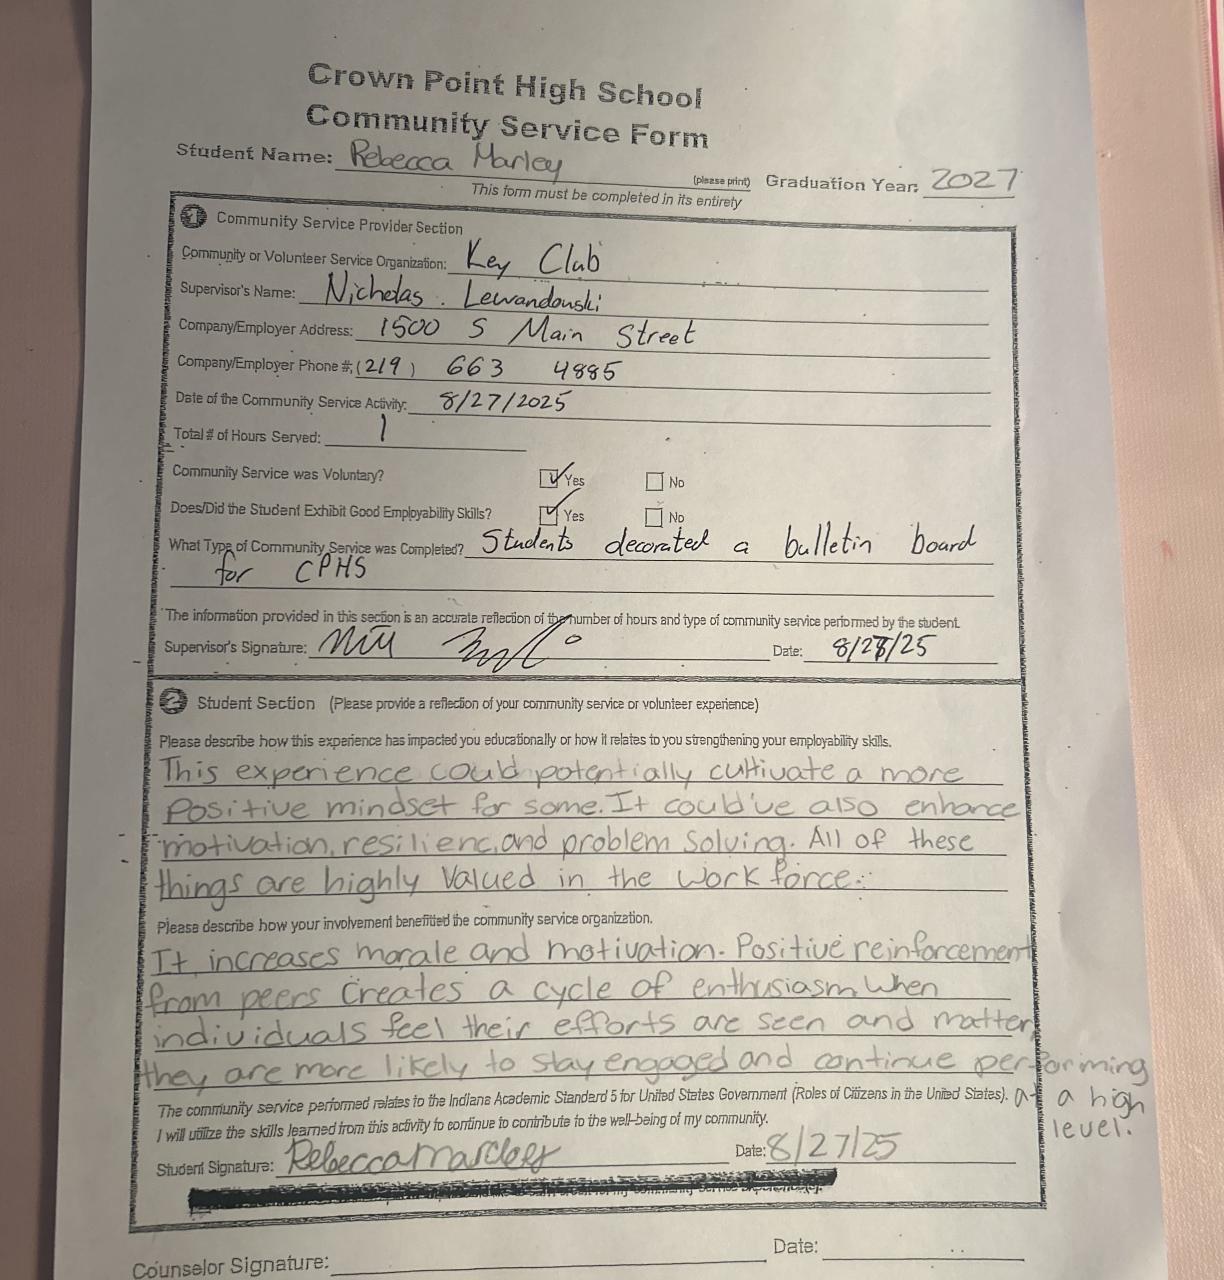 Crown Point High School
Community Service Form
Student Name: Rebecca Marley (please print) Graduation Year: 2027
This form must be completed in its entirety
1 Community Service Provider Section
Community or Volunteer Service Organization: Key Club
Supervisor's Name: Nicholas Lewandowski
Company/Employer Address: 1500 S Main Street
Company/Employer Phone #: (219) 663 4885
Date of the Community Service Activity: 8/27/2025
Total # of Hours Served: 1
Community Service was Voluntary? Yes No
Does/Did the Student Exhibit Good Employability Skills? Yes No
What Type of Community Service was Completed? Students decorated a bulletin board
for CPHS
The information provided in this section is an accurate reflection of the number of hours and type of community service performed by the student.
Supervisor's Signature: Date: 8/28/25
2 Student Section (Please provide a reflection of your community service or volunteer experience)
Please describe how this experience has impacted you educationally or how it relates to you strengthening your employability skills.
This experience could potentially cultivate a more
positive mindset for some. It could've also enhance
motivation, resilienc, and problem solving. All of these
things are highly valued in the work force.
Please describe how your involvement benefitted the community service organization.
It increases morale and motivation. Positive reinforcement
from peers creates a cycle of enthusiasm. When
individuals feel their efforts are seen and matter,
they are more likely to stay engaged and continue performing
at a high
level.
The community service performed relates to the Indiana Academic Standard 5 for United States Government (Roles of Citizens in the United States).
I will utilize the skills learned from this activity to continue to contribute to the well-being of my community.
Student Signature: Rebecca Marley Date: 8/27/25
Counselor Signature: Date: